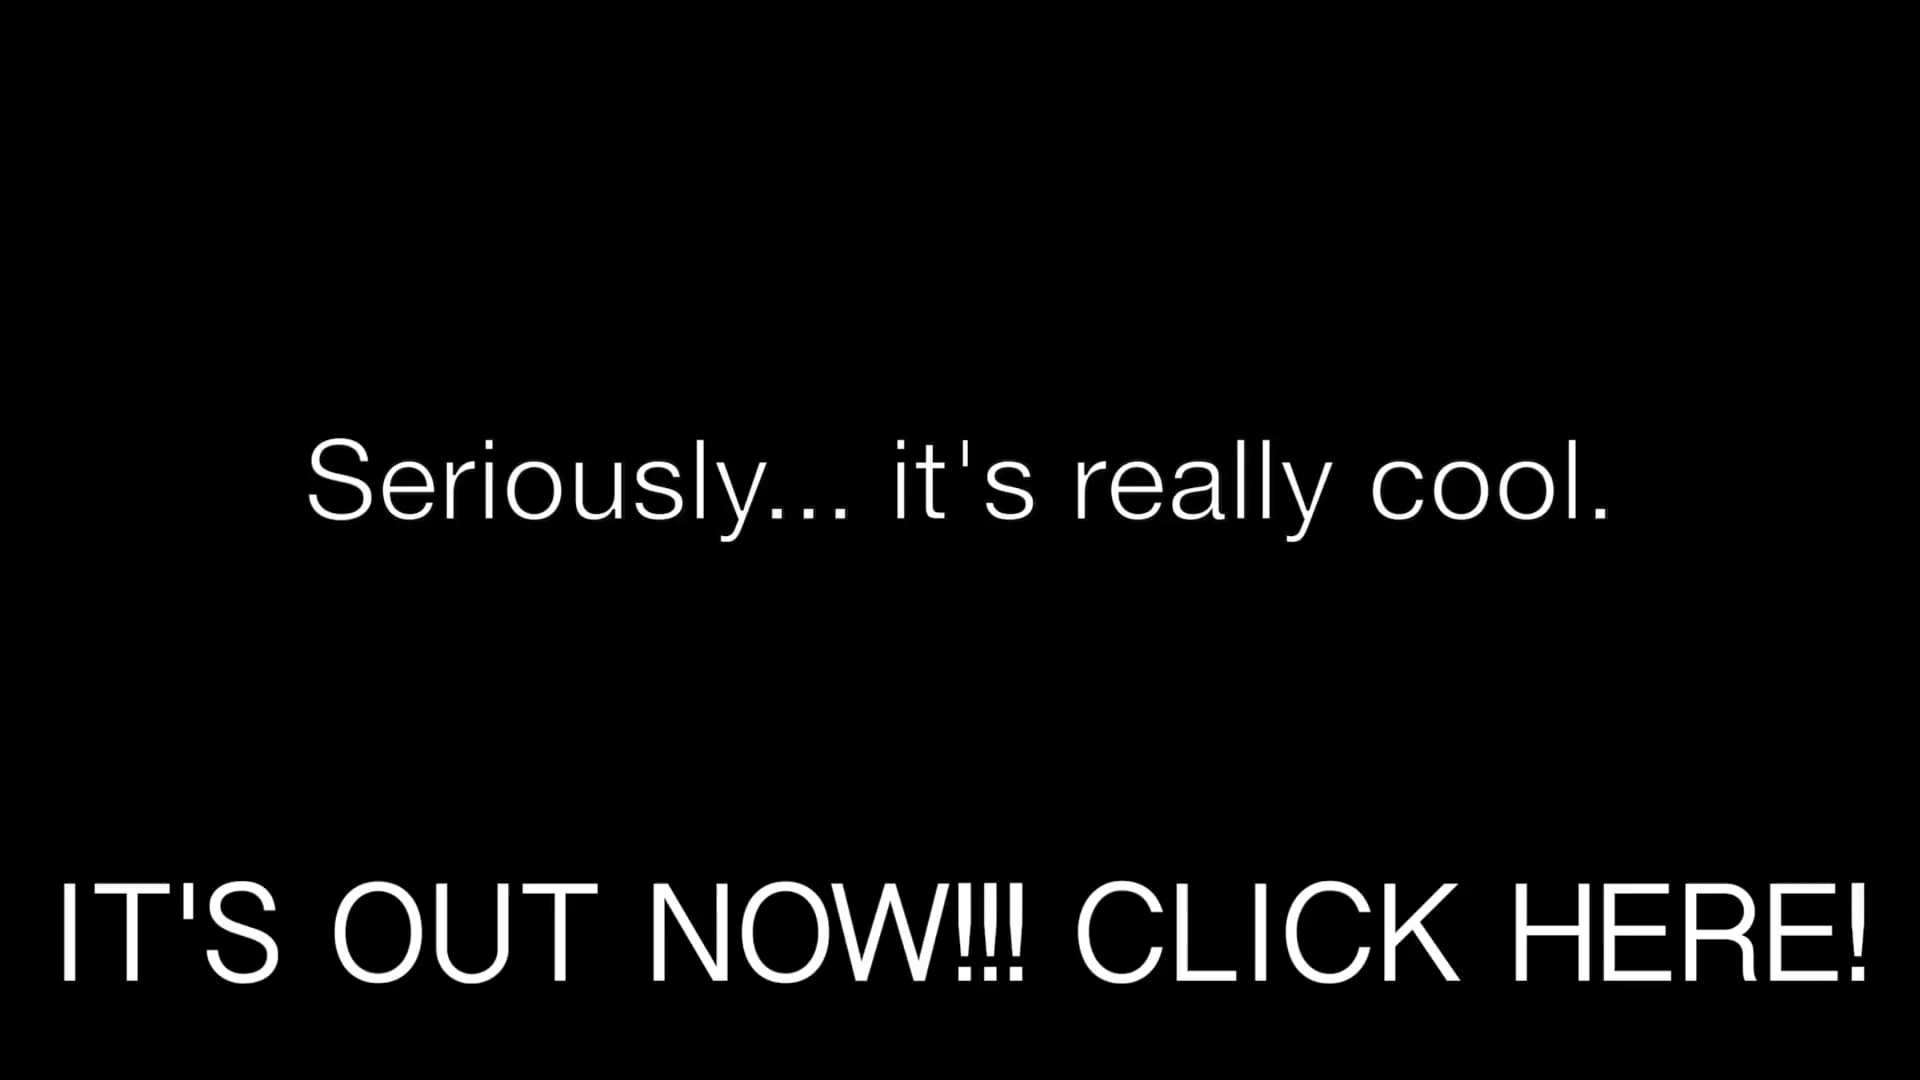 Seriously... it's really cool.
IT'S OUT NOW!!! CLICK HERE!